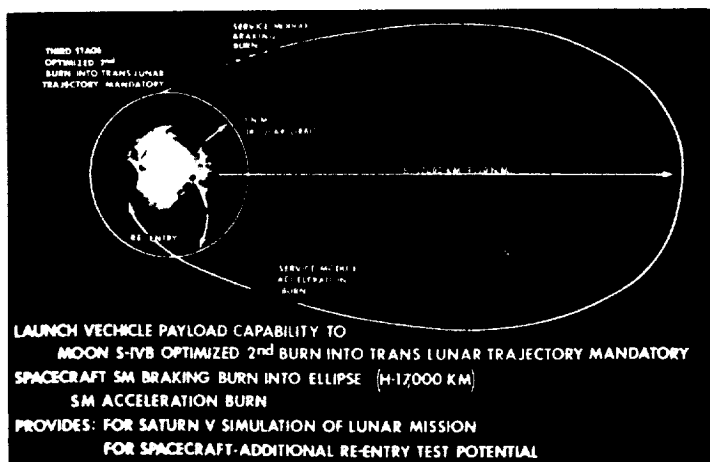 SERVICE MODULE
BRAKING
BURN
THIRD STAGE
OPTIMIZED 2nd
BURN INTO TRANS LUNAR
TRAJECTORY MANDATORY
N M
RE-ENTRY
SERVICE MODULE
ACCELERATION
BURN
LAUNCH VECHICLE PAYLOAD CAPABILITY TO
MOON S-IVB OPTIMIZED 2nd BURN INTO TRANS LUNAR TRAJECTORY MANDATORY
SPACECRAFT SM BRAKING BURN INTO ELLIPSE (H-17,000 KM)
SM ACCELERATION BURN
PROVIDES: FOR SATURN V SIMULATION OF LUNAR MISSION
FOR SPACECRAFT-ADDITIONAL RE-ENTRY TEST POTENTIAL